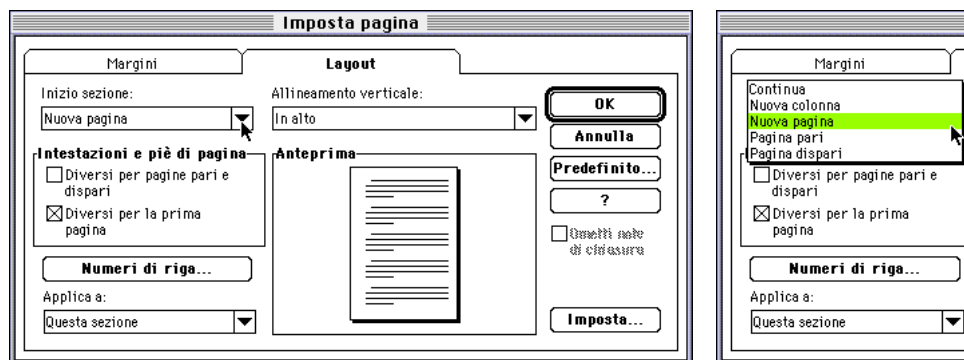 Imposta pagina
Margini
Layout
Inizio sezione:
Nuova pagina
Allineamento verticale:
In alto
Intestazioni e piè di pagina
Diversi per pagine pari e
dispari
Diversi per la prima
pagina
Numeri di riga...
Applica a:
Questa sezione
Anteprima
OK
Annulla
Predefinito...
?
Ometti note
di chiusura
Imposta...
Margini
Continua
Nuova colonna
Nuova pagina
Pagina pari
Pagina dispari
Diversi per pagine pari e
dispari
Diversi per la prima
pagina
Numeri di riga...
Applica a:
Questa sezione